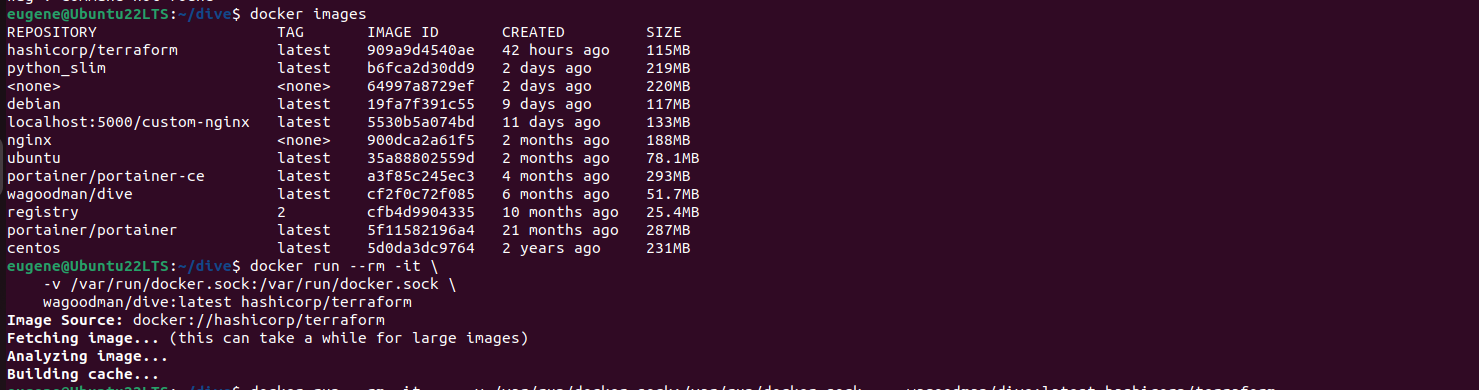 eugene@Ubuntu22LTS:~/dive$ docker images
REPOSITORY TAG IMAGE ID CREATED SIZE
hashicorp/terraform latest 909a9d4540ae 42 hours ago 115MB
python_slim latest b6fca2d30dd9 2 days ago 219MB
<none> <none> 64997a8729ef 2 days ago 220MB
debian latest 19fa7f391c55 9 days ago 117MB
localhost:5000/custom-nginx latest 5530b5a074bd 11 days ago 133MB
nginx <none> 900dca2a61f5 2 months ago 188MB
ubuntu latest 35a88802559d 2 months ago 78.1MB
portainer/portainer-ce latest a3f85c245ec3 4 months ago 293MB
wagoodman/dive latest cf2f0c72f085 6 months ago 51.7MB
registry 2 cfb4d9904335 10 months ago 25.4MB
portainer/portainer latest 5f11582196a4 21 months ago 287MB
centos latest 5d0da3dc9764 2 years ago 231MB
eugene@Ubuntu22LTS:~/dive$ docker run --rm -it \
-v /var/run/docker.sock:/var/run/docker.sock \
wagoodman/dive:latest hashicorp/terraform
Image Source: docker://hashicorp/terraform
Fetching image... (this can take a while for large images)
Analyzing image...
Building cache...